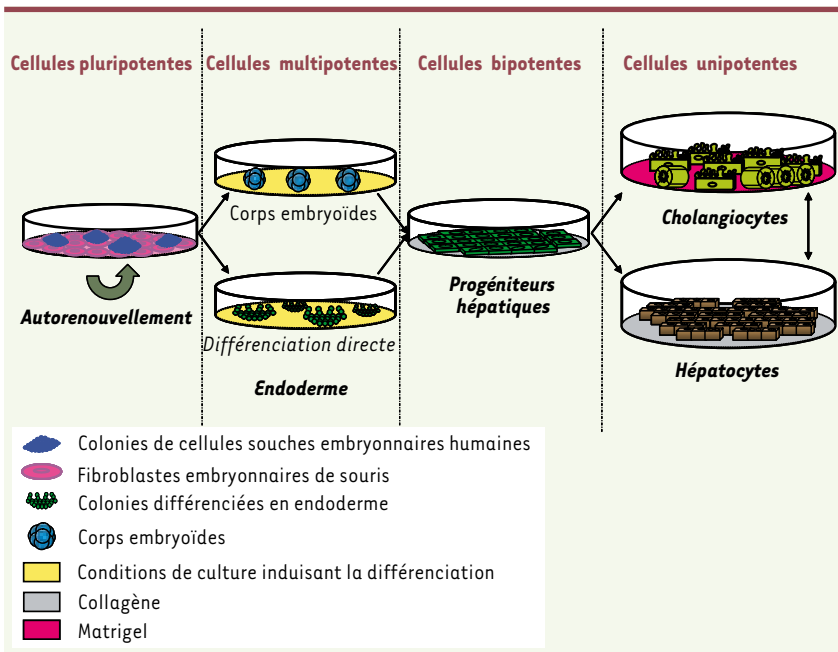 Cellules pluripotentes
Cellules multipotentes
Cellules bipotentes
Cellules unipotentes
Corps embryoïdes
Cholangiocytes
Autorenouvellement
Progéniteurs
hépatiques
Différenciation directe
Hépatocytes
Endoderme
Colonies de cellules souches embryonnaires humaines
Fibroblastes embryonnaires de souris
Colonies différenciées en endoderme
Corps embryoïdes
Conditions de culture induisant la différenciation
Collagène
Matrigel